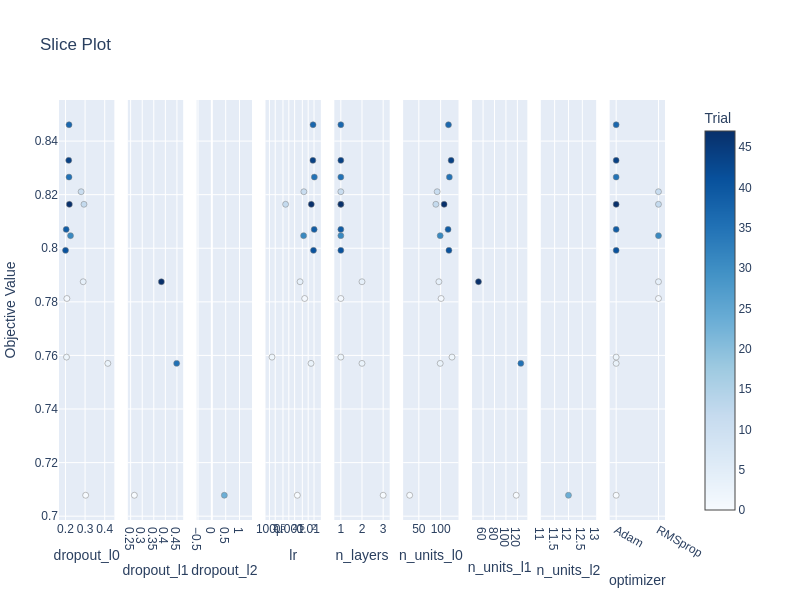 Slice Plot
Trial
0.84
0.82
0.8
0.78
0.76
0.74
0.72
0.7
Objective Value
45
40
35
30
25
20
15
10
5
0
0.2 0.3 0.4
0.25 0.3 0.35 0.4 0.45
−0.5 0 0.5 1
0.01
1 2 3
50 100
60 80 100 120
11 11.5 12 12.5 13
Adam RMSprop
dropout_l0
dropout_l1
dropout_l2
lr
n_layers
n_units_l0
n_units_l1
n_units_l2
optimizer